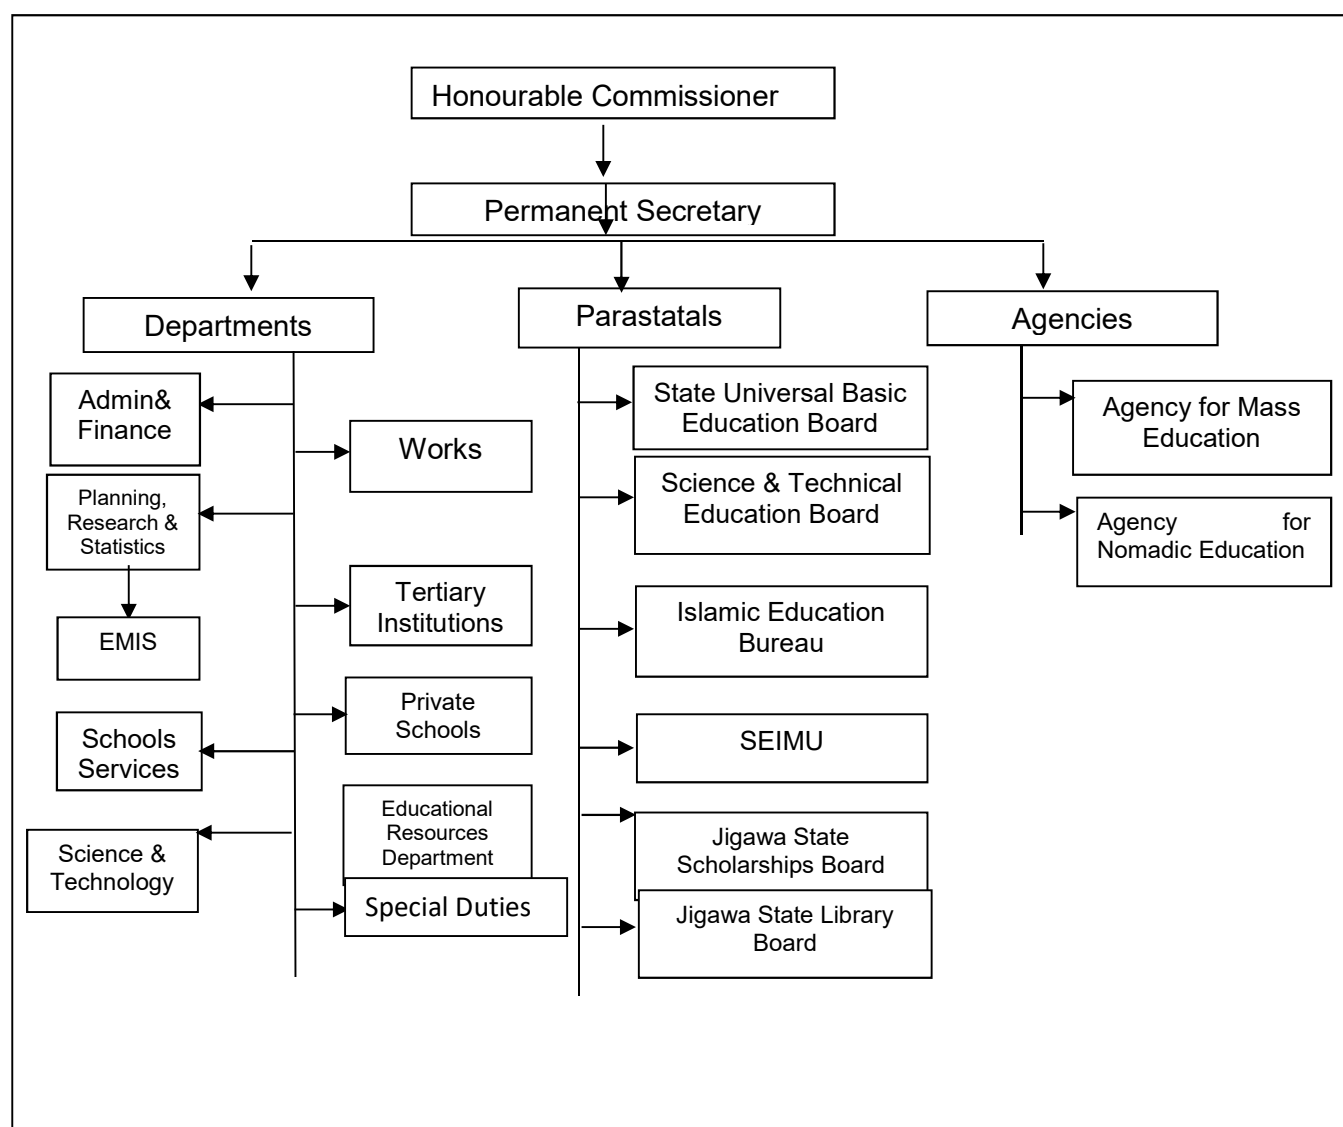 Honourable Commissioner
Permanent Secretary
Departments
Parastatals
Agencies
Admin&
Finance
Planning,
Research &
Statistics
EMIS
Schools
Services
Science &
Technology
Works
Tertiary
Institutions
Private
Schools
Educational
Resources
Department
Special Duties
State Universal Basic
Education Board
Science & Technical
Education Board
Islamic Education
Bureau
SEIMU
Jigawa State
Scholarships Board
Jigawa State Library
Board
Agency for Mass
Education
Agency for
Nomadic Education